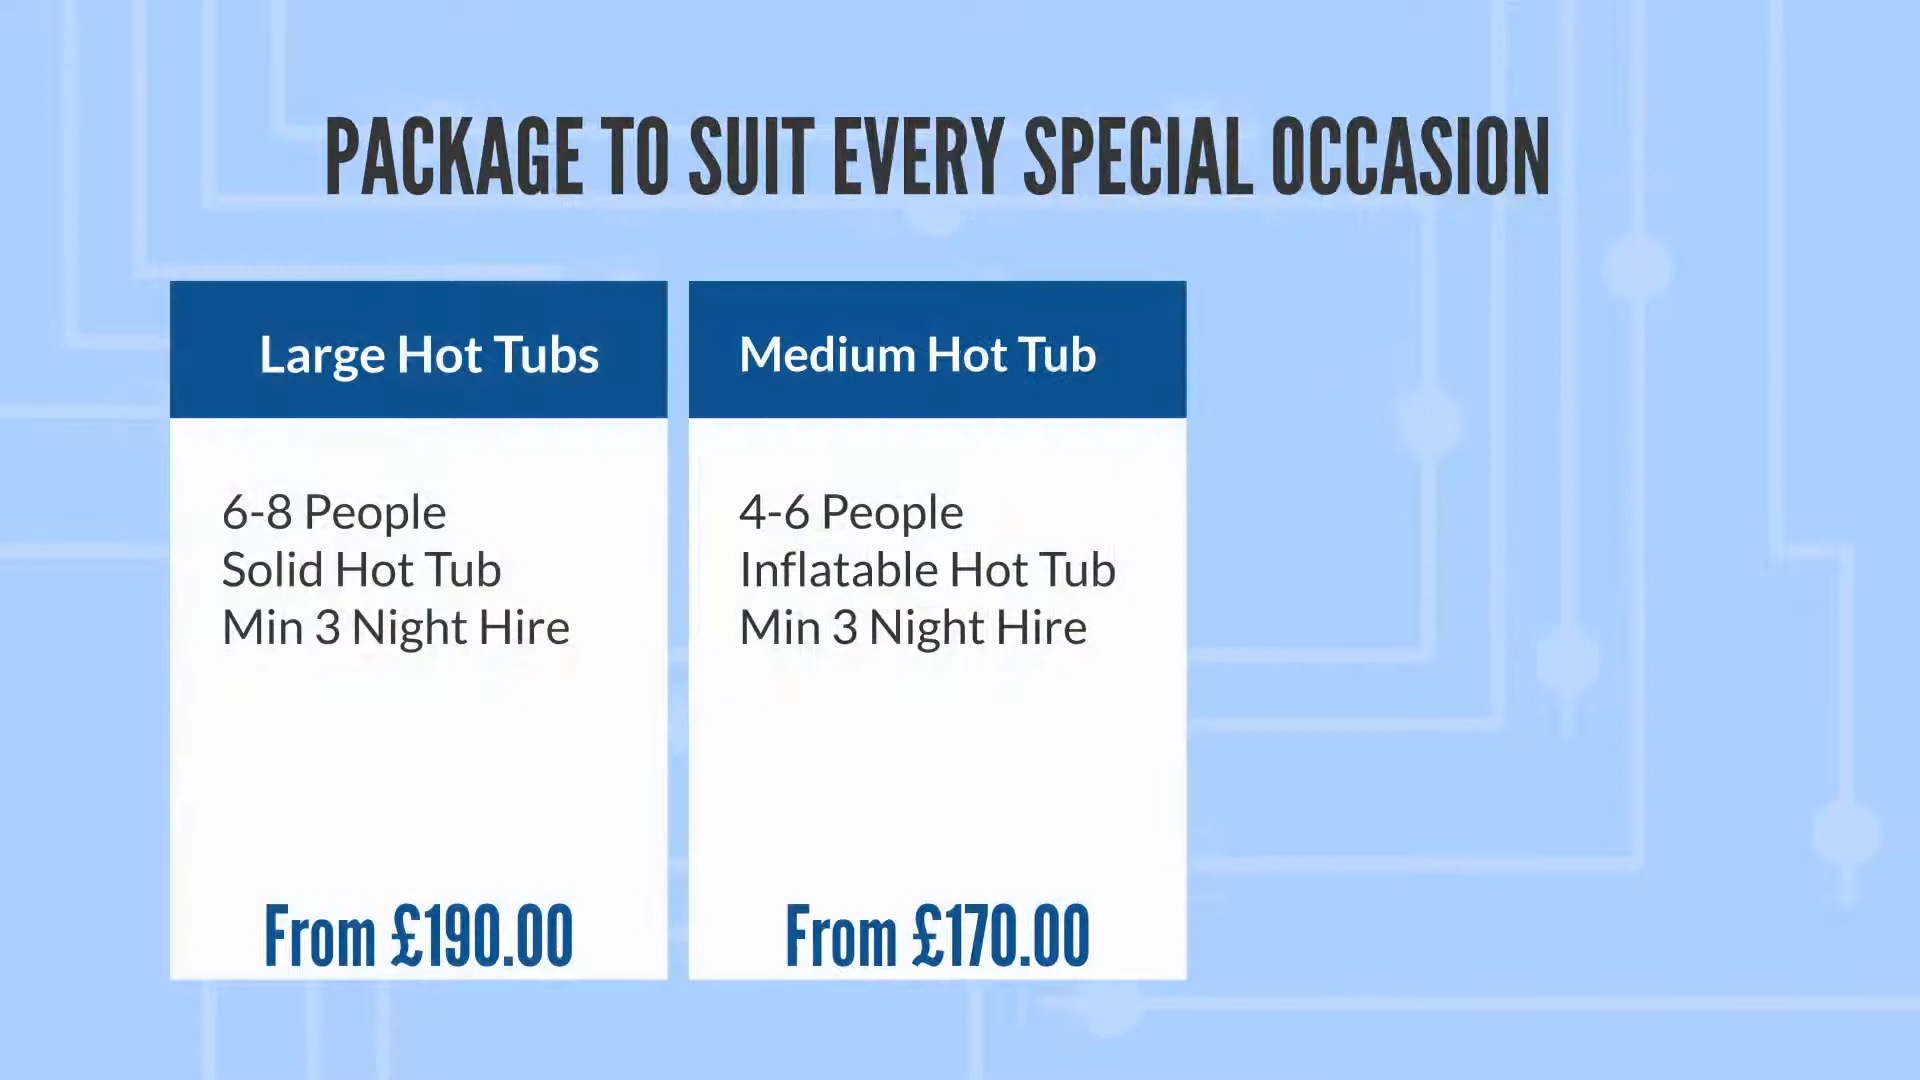 PACKAGE TO SUIT EVERY SPECIAL OCCASION
Large Hot Tubs
6-8 People
Solid Hot Tub
Min 3 Night Hire
From £190.00
Medium Hot Tub
4-6 People
Inflatable Hot Tub
Min 3 Night Hire
From £170.00